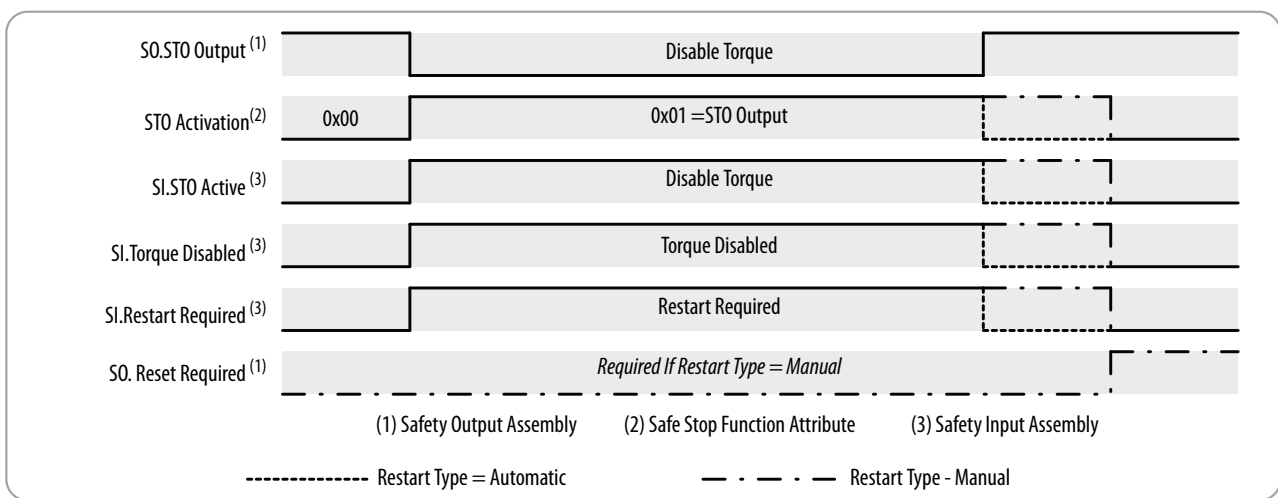 SO.STO Output (1)
Disable Torque
STO Activation(2)
0x00
0x01 =STO Output
SI.STO Active (3)
Disable Torque
SI.Torque Disabled (3)
Torque Disabled
SI.Restart Required (3)
Restart Required
SO. Reset Required (1)
Required If Restart Type = Manual
(1) Safety Output Assembly (2) Safe Stop Function Attribute (3) Safety Input Assembly
Restart Type = Automatic Restart Type - Manual